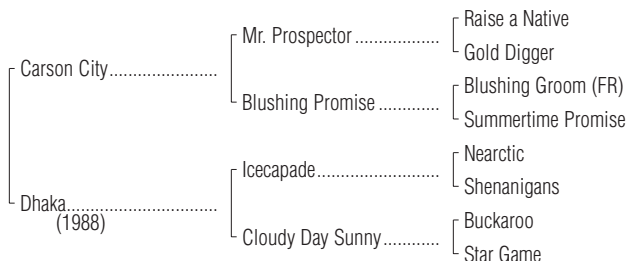 Raise a Native
Mr. Prospector ..................
Gold Digger
Carson City.......................
Blushing Groom (FR)
Blushing Promise .............
Summertime Promise
Nearctic
Icecapade..........................
Shenanigans
Dhaka................................
(1988)
Buckaroo
Cloudy Day Sunny............
Star Game